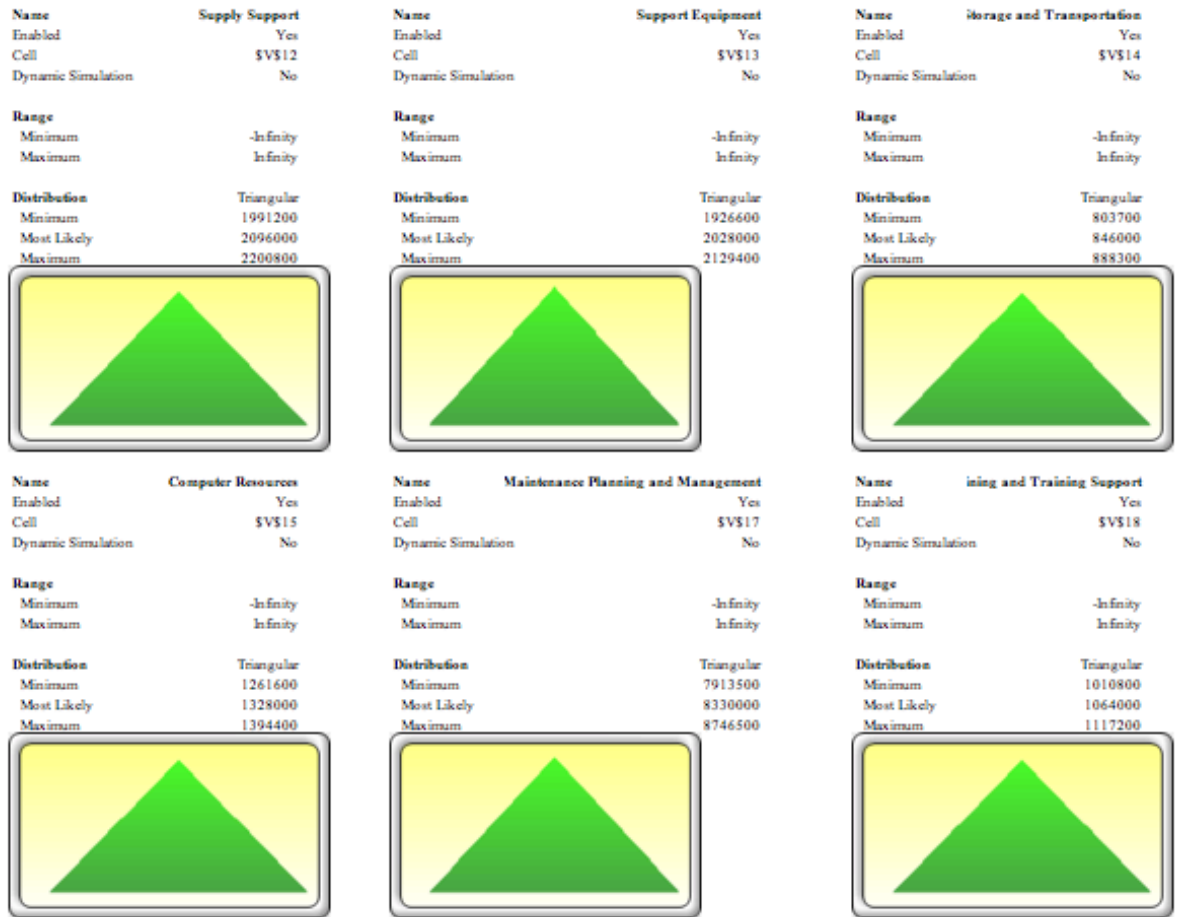 Name Supply Support
Enabled Yes
Cell $V$12
Dynamic Simulation No
Range
Minimum -Infinity
Maximum Infinity
Distribution Triangular
Minimum 1991200
Most Likely 2096000
Maximum 2200800
Name Support Equipment
Enabled Yes
Cell $V$13
Dynamic Simulation No
Range
Minimum -Infinity
Maximum Infinity
Distribution Triangular
Minimum 1926600
Most Likely 2028000
Maximum 2129400
Name Storage and Transportation
Enabled Yes
Cell $V$14
Dynamic Simulation No
Range
Minimum -Infinity
Maximum Infinity
Distribution Triangular
Minimum 803700
Most Likely 846000
Maximum 888300
Name Computer Resources
Enabled Yes
Cell $V$15
Dynamic Simulation No
Range
Minimum -Infinity
Maximum Infinity
Distribution Triangular
Minimum 1261600
Most Likely 1328000
Maximum 1394400
Name Maintenance Planning and Management
Enabled Yes
Cell $V$17
Dynamic Simulation No
Range
Minimum -Infinity
Maximum Infinity
Distribution Triangular
Minimum 7913500
Most Likely 8330000
Maximum 8746500
Name ining and Training Support
Enabled Yes
Cell $V$18
Dynamic Simulation No
Range
Minimum -Infinity
Maximum Infinity
Distribution Triangular
Minimum 1010800
Most Likely 1064000
Maximum 1117200